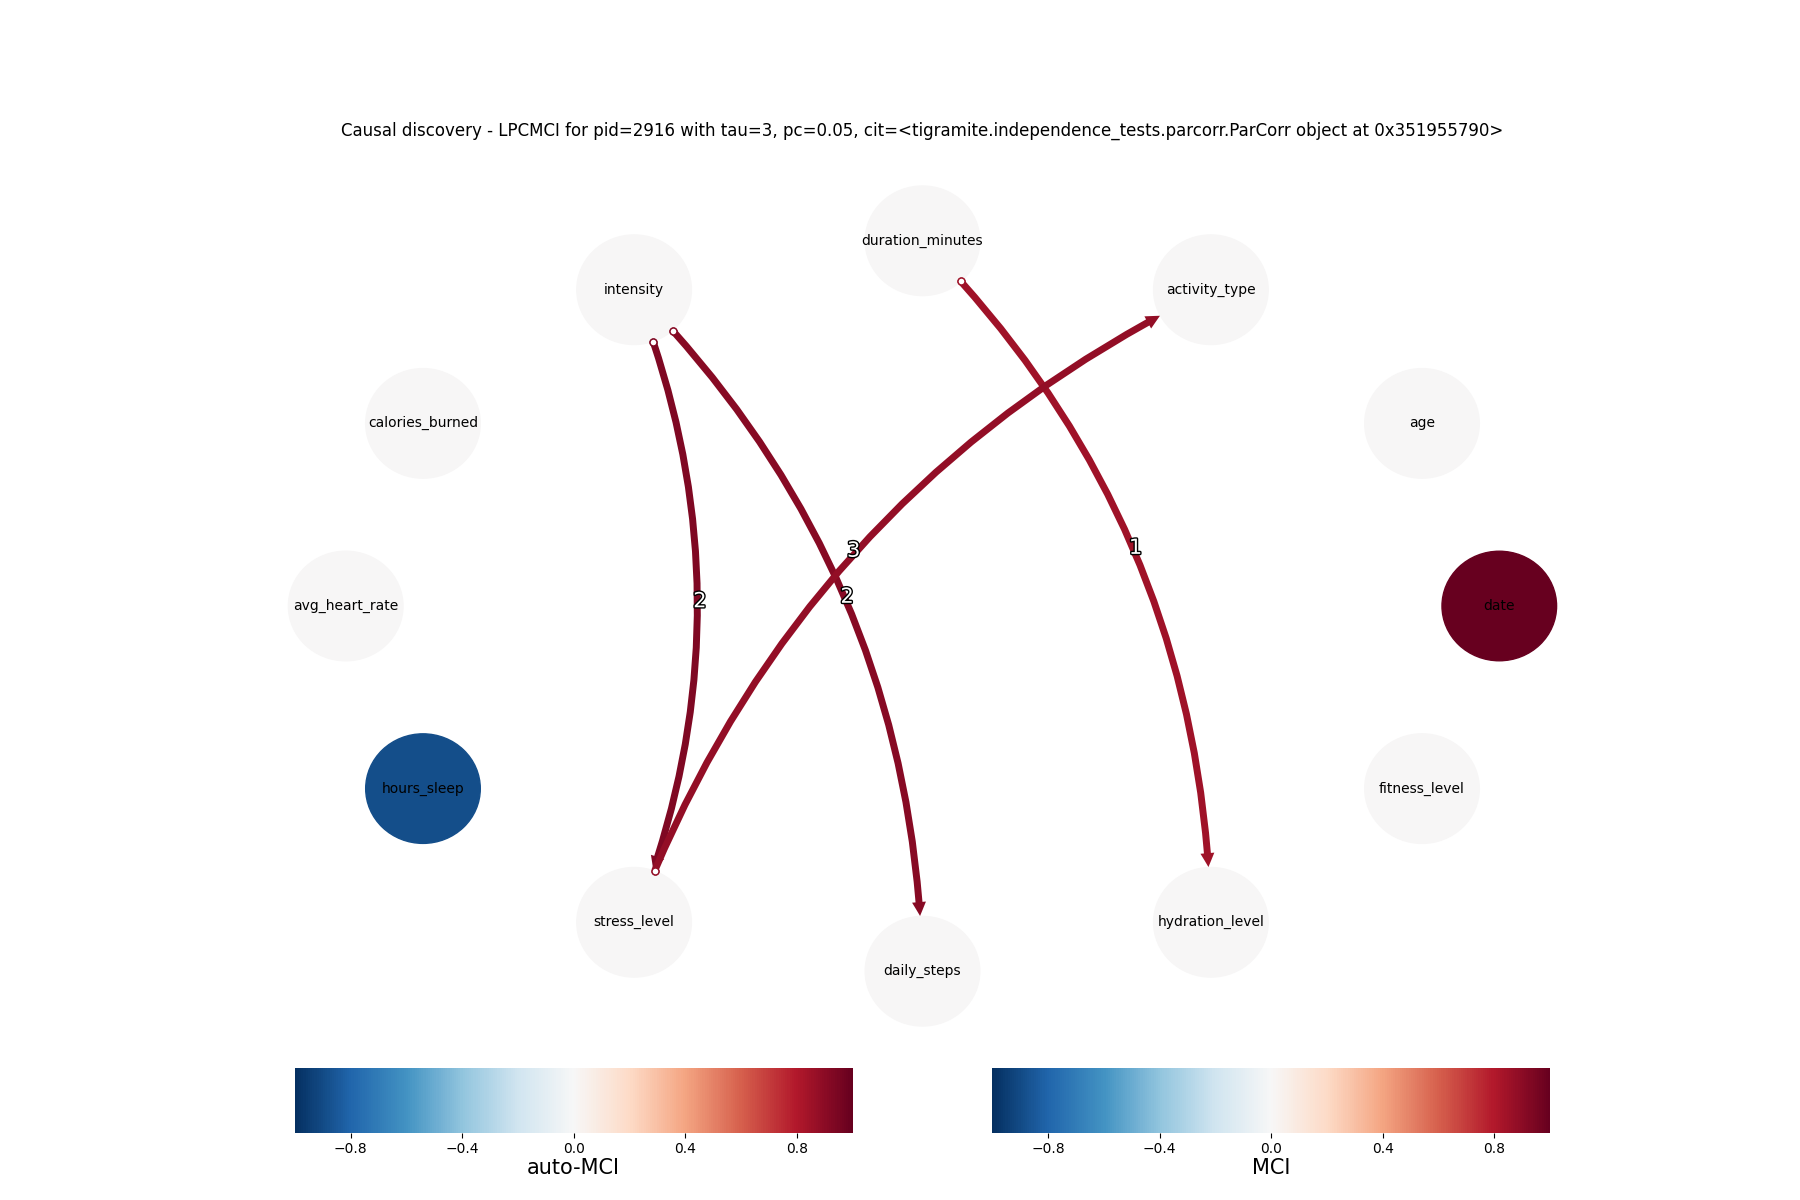 Causal discovery - LPCMCI for pid=2916 with tau=3, pc=0.05, cit=<tigramite.independence_tests.parcorr.ParCorr object at 0x351955790>
duration_minutes
intensity
activity_type
calories_burned
age
3
1
2
2
avg_heart_rate
date
hours_sleep
fitness_level
stress_level
hydration_level
daily_steps
−0.8 −0.4 0.0 0.4 0.8
auto-MCI
−0.8 −0.4 0.0 0.4 0.8
MCI